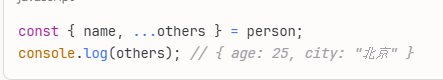 const { name, ...others } = person;
console.log(others); // { age: 25, city: "北京" }